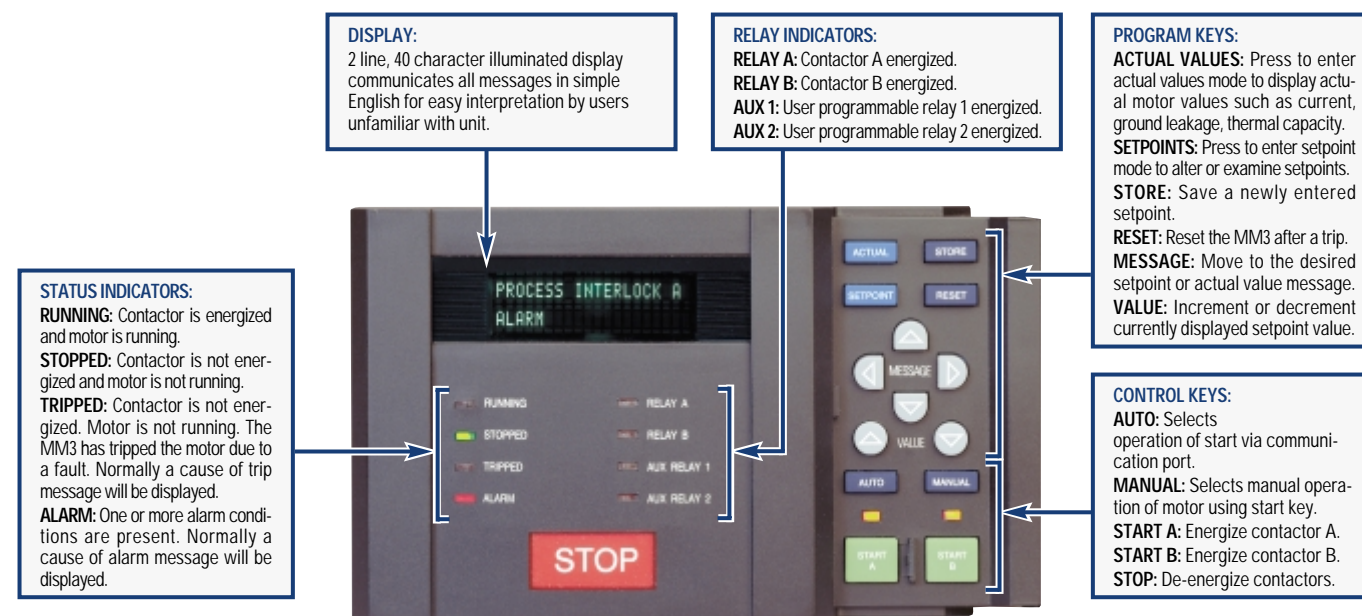 DISPLAY:
2 line, 40 character illuminated display
communicates all messages in simple
English for easy interpretation by users
unfamiliar with unit.
RELAY INDICATORS:
RELAY A: Contactor A energized.
RELAY B: Contactor B energized.
AUX 1: User programmable relay 1 energized.
AUX 2: User programmable relay 2 energized.
PROGRAM KEYS:
ACTUAL VALUES: Press to enter
actual values mode to display actu-
al motor values such as current,
ground leakage, thermal capacity.
SETPOINTS: Press to enter setpoint
mode to alter or examine setpoints.
STORE: Save a newly entered
setpoint.
RESET: Reset the MM3 after a trip.
MESSAGE: Move to the desired
setpoint or actual value message.
VALUE: Increment or decrement
currently displayed setpoint value.
STATUS INDICATORS:
RUNNING: Contactor is energized
and motor is running.
STOPPED: Contactor is not ener-
gized and motor is not running.
TRIPPED: Contactor is not ener-
gized. Motor is not running. The
MM3 has tripped the motor due to
a fault. Normally a cause of trip
message will be displayed.
ALARM: One or more alarm condi-
tions are present. Normally a
cause of alarm message will be
displayed.
PROCESS INTERLOCK A
ALARM
RUNNING
STOPPED
TRIPPED
ALARM
RELAY A
RELAY B
AUX RELAY 1
AUX RELAY 2
STOP
ACTUAL STORE
SETPOINT RESET
MESSAGE
VALUE
AUTO MANUAL
START A
START B
CONTROL KEYS:
AUTO: Selects
operation of start via communi-
cation port.
MANUAL: Selects manual opera-
tion of motor using start key.
START A: Energize contactor A.
START B: Energize contactor B.
STOP: De-energize contactors.